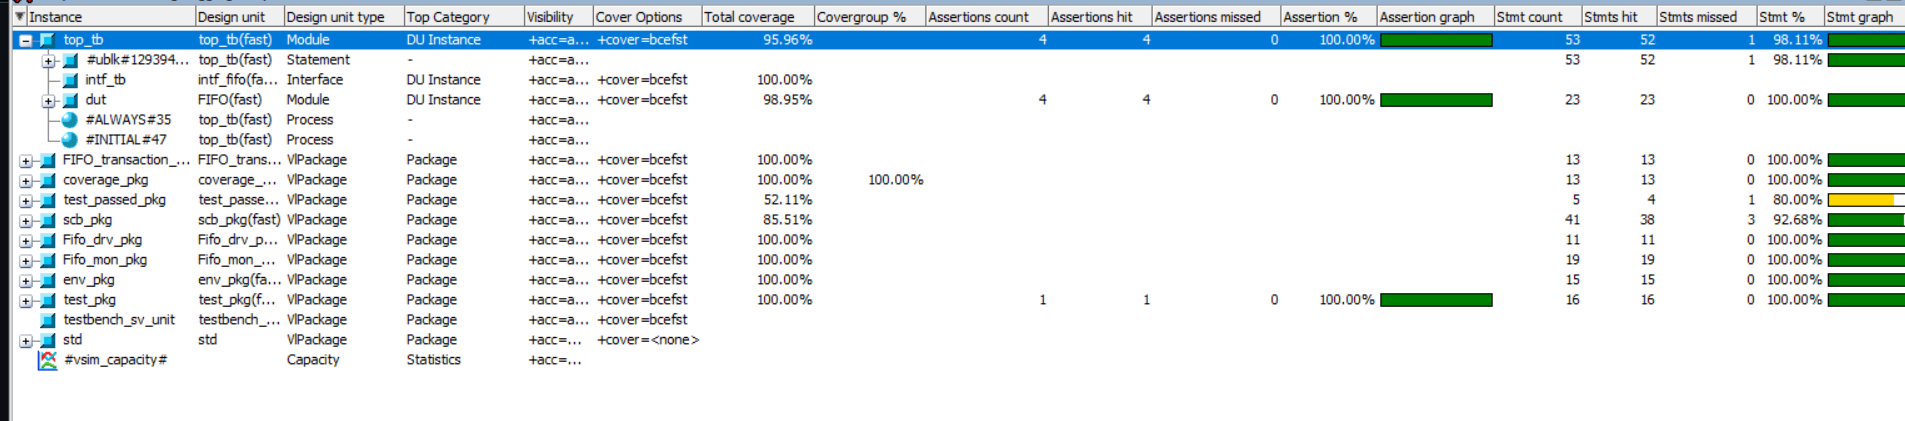 Instance Design unit Design unit type Top Category Visibility Cover Options Total coverage Covergroup % Assertions count Assertions hit Assertions missed Assertion % Assertion graph Stmt count Stmts hit Stmts missed Stmt % Stmt graph
top_tb top_tb(fast) Module DU Instance +acc=a... +cover=bcefst 95.96% 4 4 0 100.00% 53 52 1 98.11%
#ublk#129394... top_tb(fast) Statement - +acc=a... 53 52 1 98.11%
intf_tb intf_fifo(fa... Interface DU Instance +acc=a... +cover=bcefst 100.00%
dut FIFO(fast) Module DU Instance +acc=a... +cover=bcefst 98.95% 4 4 0 100.00% 23 23 0 100.00%
#ALWAYS#35 top_tb(fast) Process - +acc=a...
#INITIAL#47 top_tb(fast) Process - +acc=a...
FIFO_transaction_... FIFO_trans... VlPackage Package +acc=a... +cover=bcefst 100.00% 13 13 0 100.00%
coverage_pkg coverage_... VlPackage Package +acc=a... +cover=bcefst 100.00% 100.00% 13 13 0 100.00%
test_passed_pkg test_passe... VlPackage Package +acc=a... +cover=bcefst 52.11% 5 4 1 80.00%
scb_pkg scb_pkg(fast) VlPackage Package +acc=a... +cover=bcefst 85.51% 41 38 3 92.68%
Fifo_drv_pkg Fifo_drv_p... VlPackage Package +acc=a... +cover=bcefst 100.00% 11 11 0 100.00%
Fifo_mon_pkg Fifo_mon_... VlPackage Package +acc=a... +cover=bcefst 100.00% 19 19 0 100.00%
env_pkg env_pkg(fa... VlPackage Package +acc=a... +cover=bcefst 100.00% 15 15 0 100.00%
test_pkg test_pkg(f... VlPackage Package +acc=a... +cover=bcefst 100.00% 1 1 0 100.00% 16 16 0 100.00%
testbench_sv_unit testbench_... VlPackage Package +acc=a... +cover=bcefst
std std VlPackage Package +acc=... +cover=<none>
#vsim_capacity# Capacity Statistics +acc=...